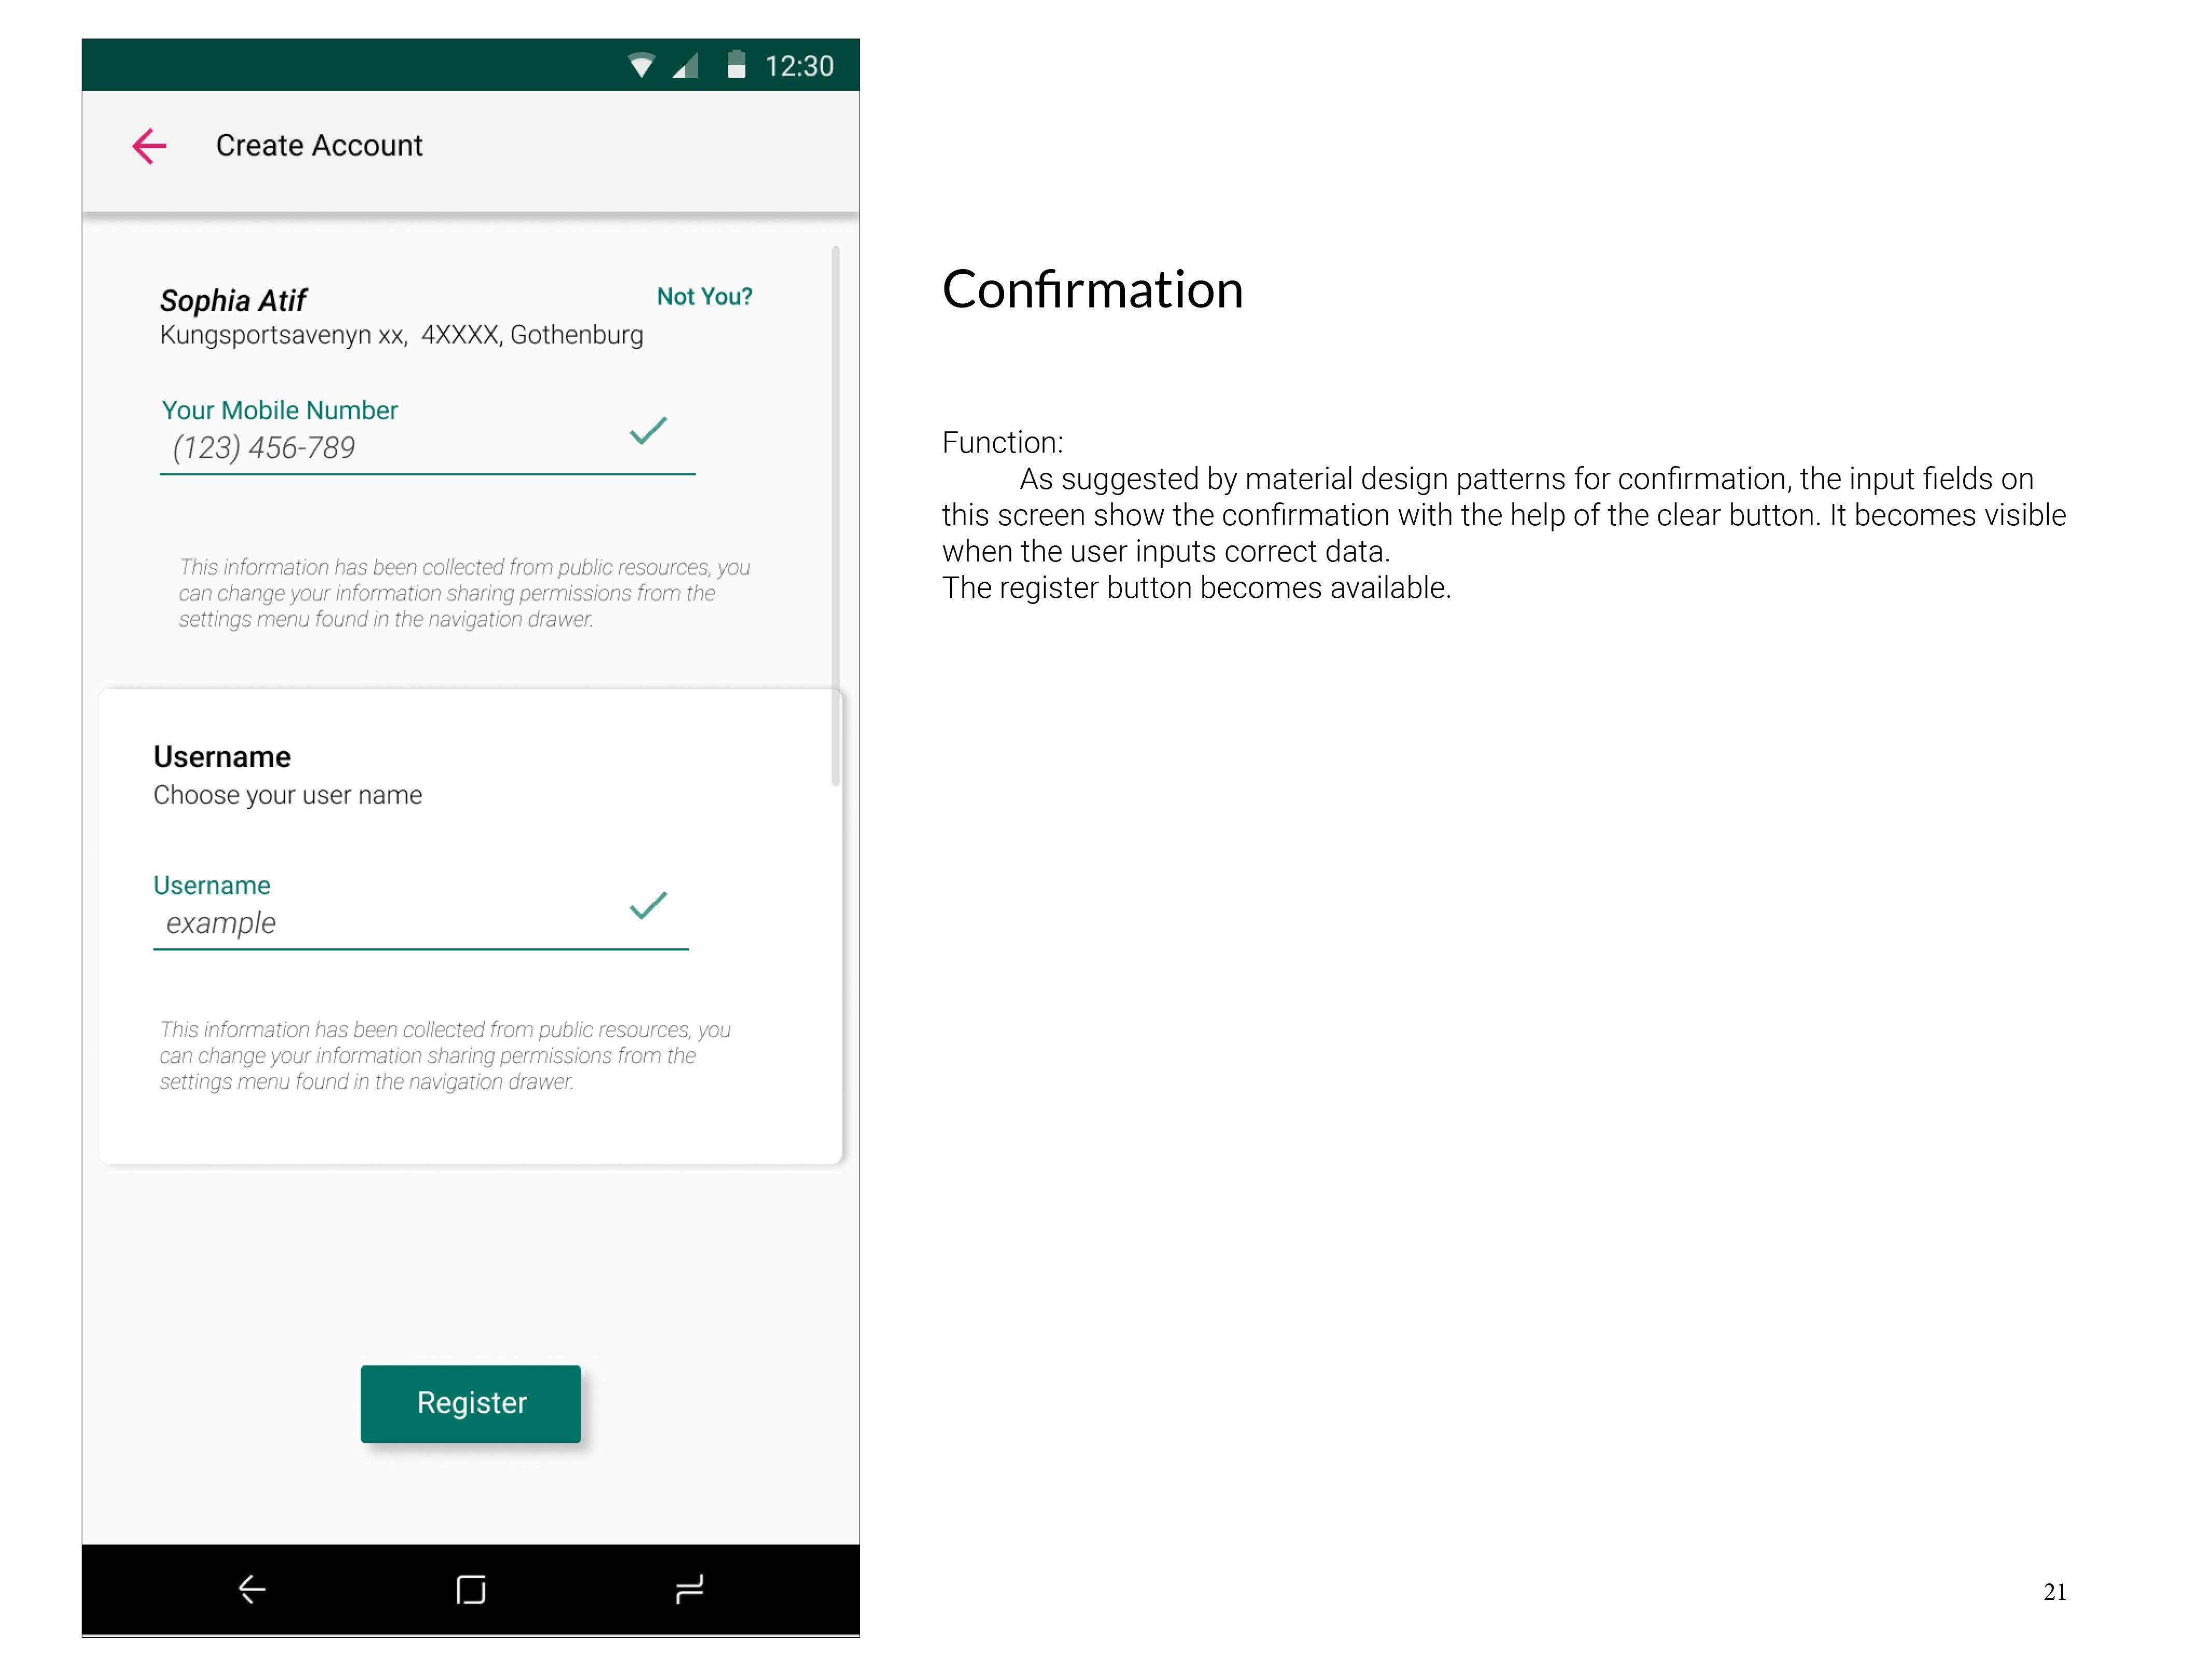 12:30
Create Account
Sophia Atif
Not You?
Kungsportsavenyn xx, 4XXXX, Gothenburg
Your Mobile Number
(123) 456-789
This information has been collected from public resources, you
can change your information sharing permissions from the
settings menu found in the navigation drawer.
Username
Choose your user name
Username
example
This information has been collected from public resources, you
can change your information sharing permissions from the
settings menu found in the navigation drawer.
Register
Confirmation
Function:
As suggested by material design patterns for confirmation, the input fields on
this screen show the confirmation with the help of the clear button. It becomes visible
when the user inputs correct data.
The register button becomes available.
21